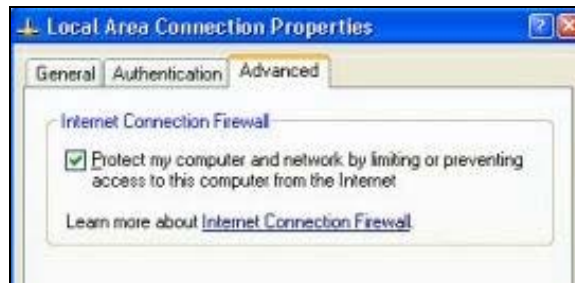 Local Area Connection Properties
General Authentication Advanced
Internet Connection Firewall
Protect my computer and network by limiting or preventing
access to this computer from the Internet
Learn more about Internet Connection Firewall.